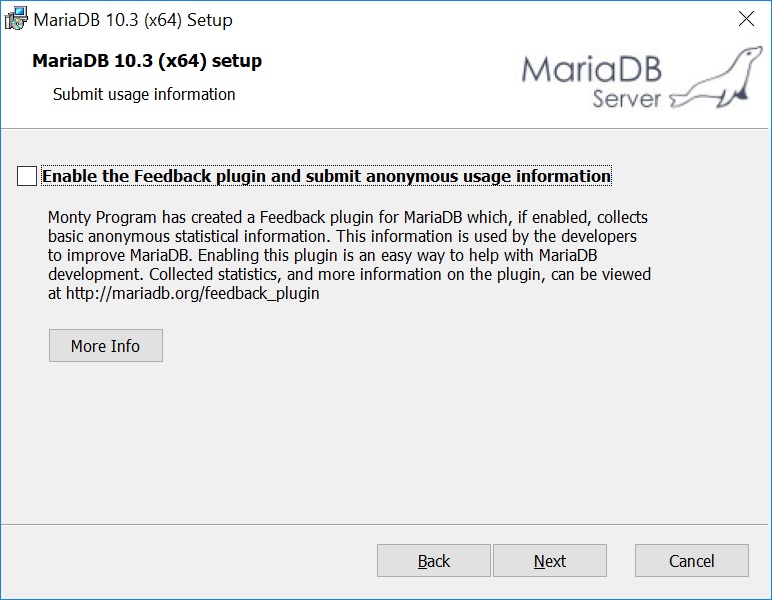 MariaDB 10.3 (x64) Setup
MariaDB 10.3 (x64) setup
Submit usage information
MariaDB
Server
Enable the Feedback plugin and submit anonymous usage information
Monty Program has created a Feedback plugin for MariaDB which, if enabled, collects
basic anonymous statistical information. This information is used by the developers
to improve MariaDB. Enabling this plugin is an easy way to help with MariaDB
development. Collected statistics, and more information on the plugin, can be viewed
at http://mariadb.org/feedback_plugin
More Info
Back
Next
Cancel